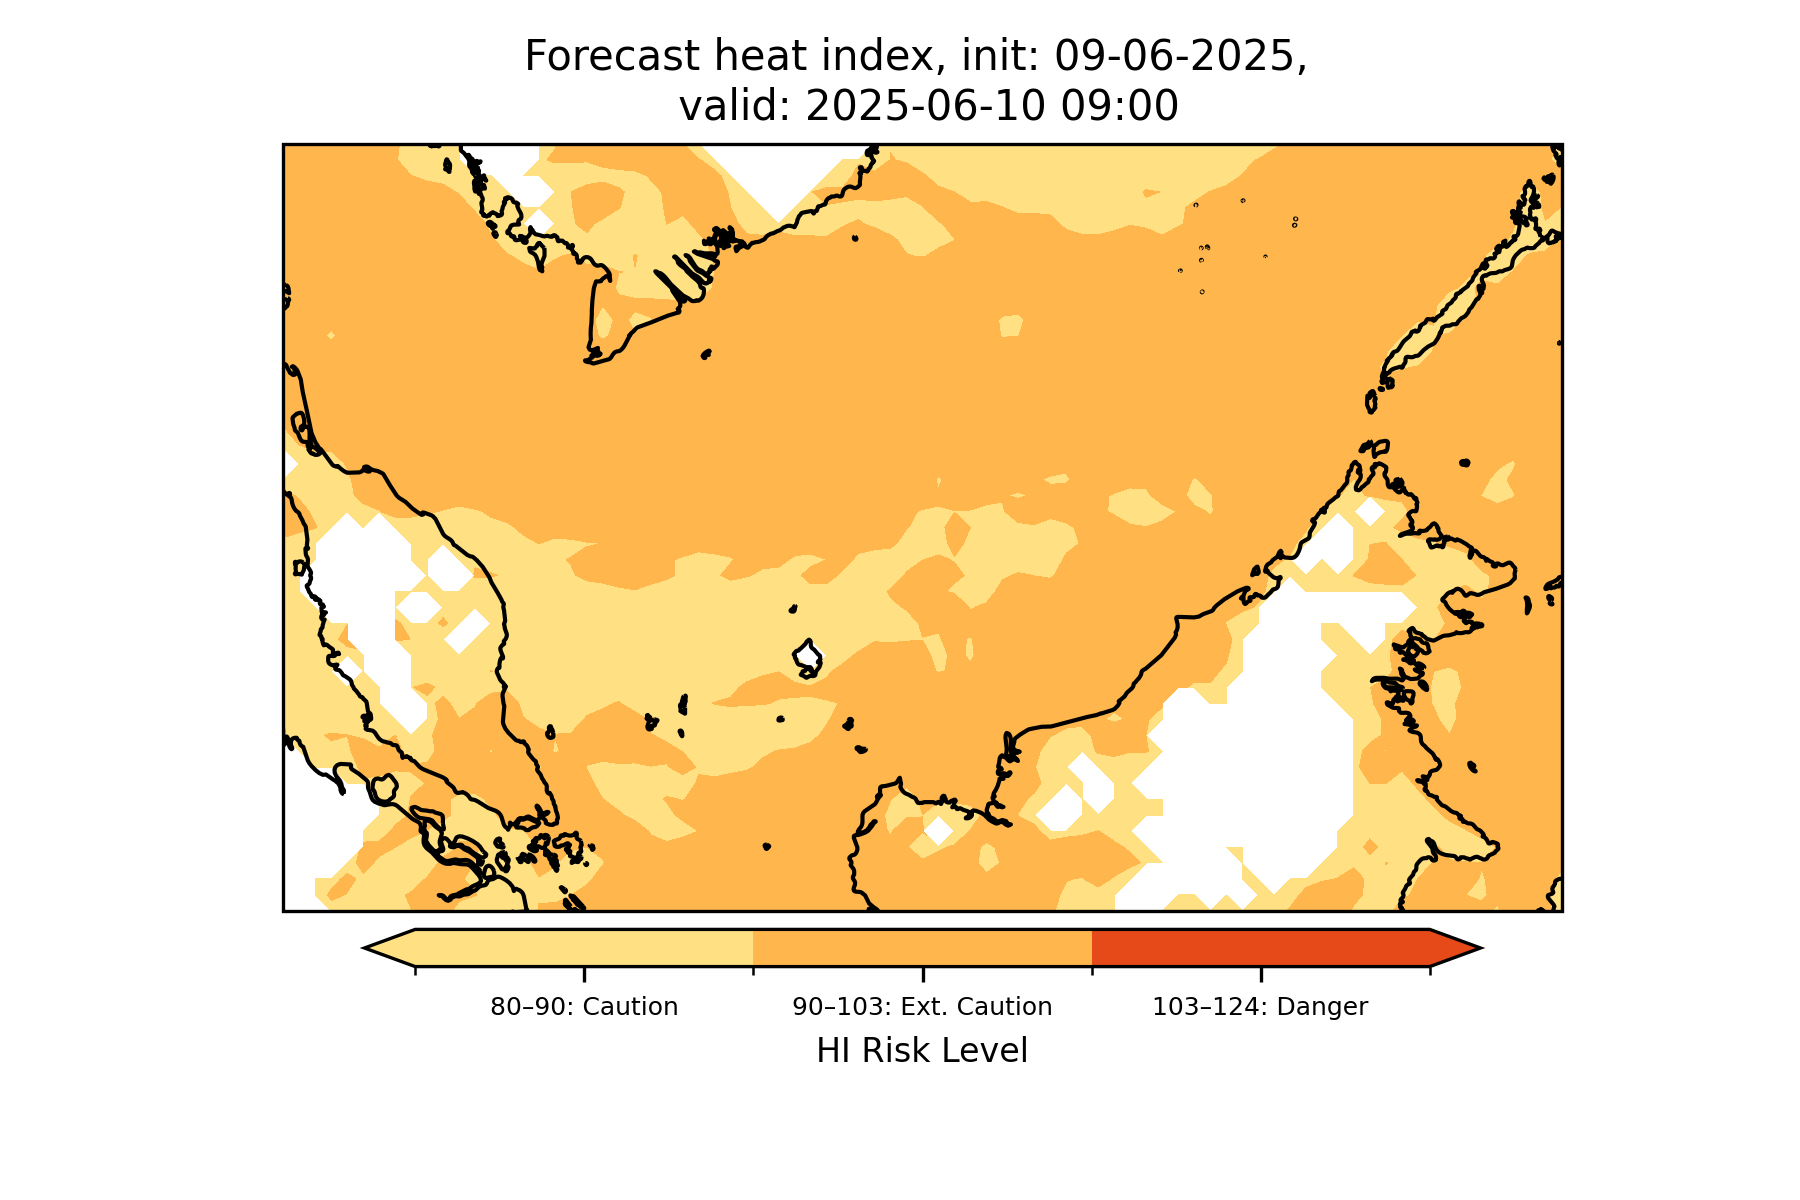 Forecast heat index, init: 09-06-2025,
valid: 2025-06-10 09:00
80–90: Caution
90–103: Ext. Caution
103–124: Danger
HI Risk Level